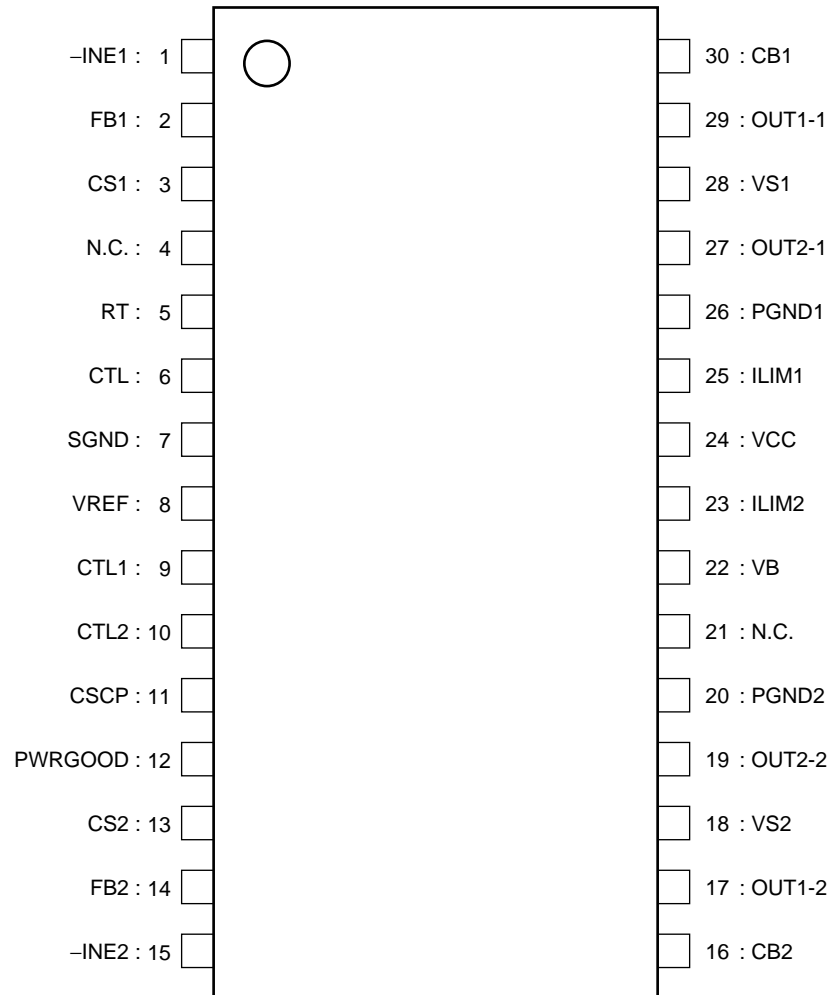 −INE1 : 1
FB1 : 2
CS1 : 3
N.C. : 4
RT : 5
CTL : 6
SGND : 7
VREF : 8
CTL1 : 9
CTL2 : 10
CSCP : 11
PWRGOOD : 12
CS2 : 13
FB2 : 14
−INE2 : 15
30 : CB1
29 : OUT1-1
28 : VS1
27 : OUT2-1
26 : PGND1
25 : ILIM1
24 : VCC
23 : ILIM2
22 : VB
21 : N.C.
20 : PGND2
19 : OUT2-2
18 : VS2
17 : OUT1-2
16 : CB2